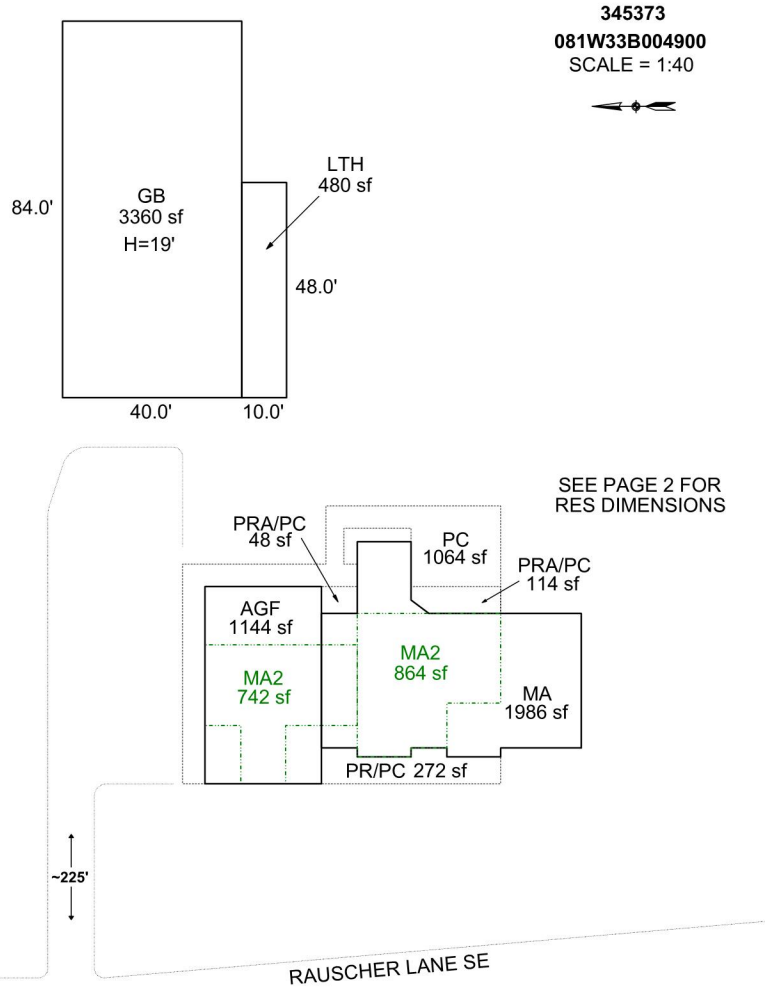 345373
081W33B004900
SCALE = 1:40
LTH
480 sf
84.0'
GB
3360 sf
H=19'
48.0'
40.0'
10.0'
SEE PAGE 2 FOR
RES DIMENSIONS
PRA/PC
48 sf
PC
1064 sf
PRA/PC
114 sf
AGF
1144 sf
MA2
864 sf
MA2
742 sf
MA
1986 sf
PR/PC 272 sf
~225'
RAUSCHER LANE SE